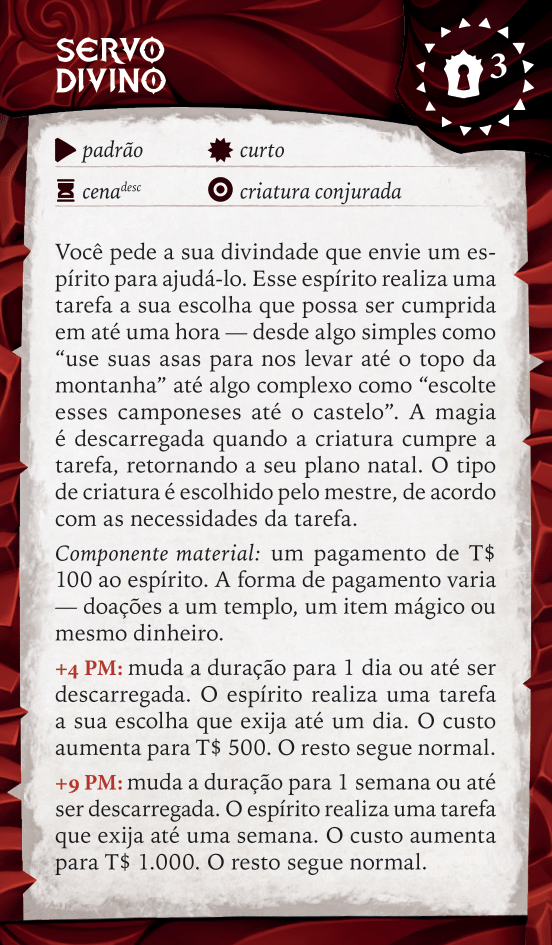 SERVO
DIVINO
3
padrão
curto
cena^desc
criatura conjurada
Você pede a sua divindade que envie um es-
pírito para ajudá-lo. Esse espírito realiza uma
tarefa a sua escolha que possa ser cumprida
em até uma hora — desde algo simples como
“use suas asas para nos levar até o topo da
montanha” até algo complexo como “escolte
esses camponeses até o castelo”. A magia
é descarregada quando a criatura cumpre a
tarefa, retornando a seu plano natal. O tipo
de criatura é escolhido pelo mestre, de acordo
com as necessidades da tarefa.
Componente material: um pagamento de T$
100 ao espírito. A forma de pagamento varia
— doações a um templo, um item mágico ou
mesmo dinheiro.
+4 PM: muda a duração para 1 dia ou até ser
descarregada. O espírito realiza uma tarefa
a sua escolha que exija até um dia. O custo
aumenta para T$ 500. O resto segue normal.
+9 PM: muda a duração para 1 semana ou até
ser descarregada. O espírito realiza uma tarefa
que exija até uma semana. O custo aumenta
para T$ 1.000. O resto segue normal.